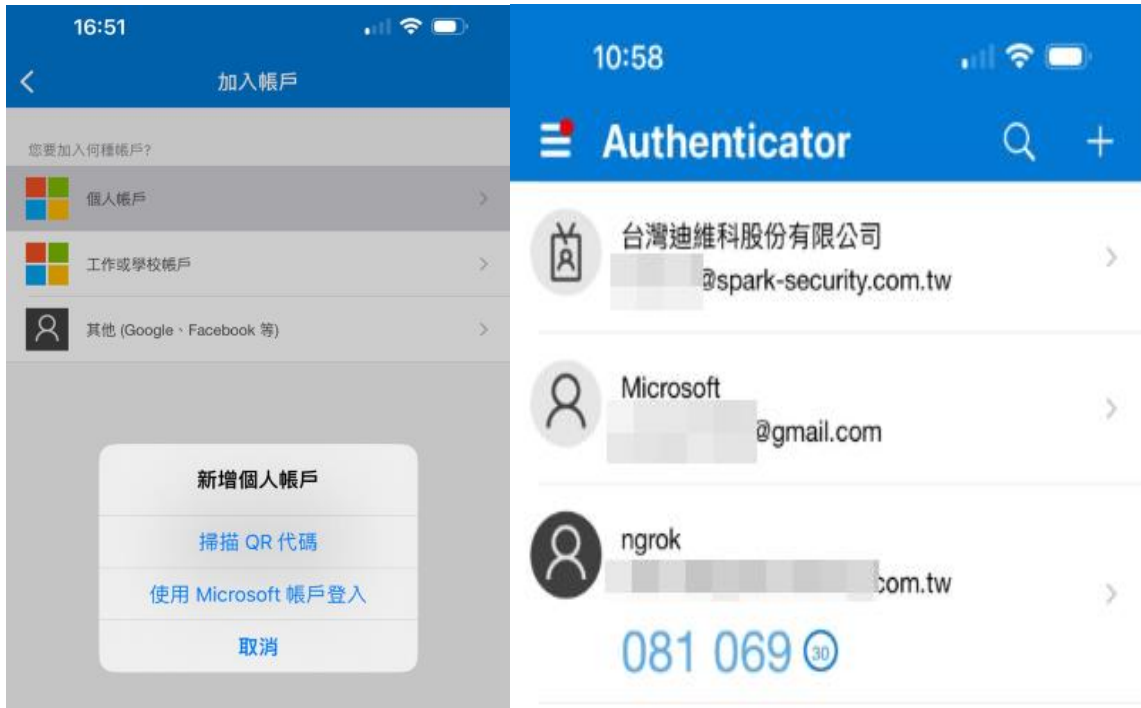 16:51
加入帳戶
您要加入何種帳戶?
個人帳戶
工作或學校帳戶
其他 (Google、Facebook 等)
新增個人帳戶
掃描 QR 代碼
使用 Microsoft 帳戶登入
取消
10:58
Authenticator
台灣迪維科股份有限公司
@spark-security.com.tw
Microsoft
@gmail.com
ngrok
com.tw
081 069
30